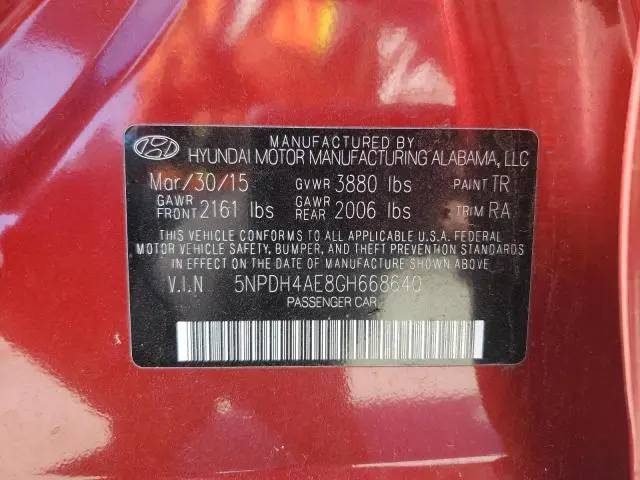 MANUFACTURED BY
HYUNDAI MOTOR MANUFACTURING ALABAMA, LLC
Mar/30/15 GVWR 3880 lbs PAINT TR
GAWR FRONT 2161 lbs GAWR REAR 2006 lbs TRIM RA
THIS VEHICLE CONFORMS TO ALL APPLICABLE U.S.A. FEDERAL
MOTOR VEHICLE SAFETY, BUMPER, AND THEFT PREVENTION STANDARDS
IN EFFECT ON THE DATE OF MANUFACTURE SHOWN ABOVE
V.I.N 5NPDH4AE8GH668640
PASSENGER CAR